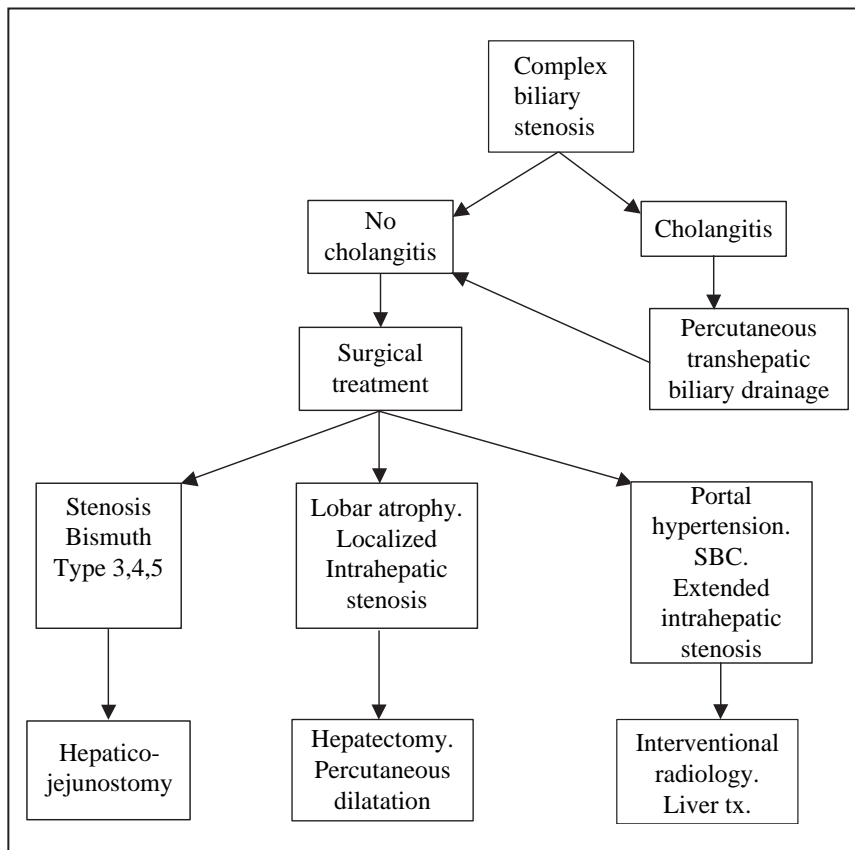 Complex
biliary
stenosis
No
cholangitis
Cholangitis
Surgical
treatment
Percutaneous
transhepatic
biliary drainage
Stenosis
Bismuth
Type 3,4,5
Lobar atrophy.
Localized
Intrahepatic
stenosis
Portal
hypertension.
SBC.
Extended
intrahepatic
stenosis
Hepatico-
jejunostomy
Hepatectomy.
Percutaneous
dilatation
Interventional
radiology.
Liver tx.